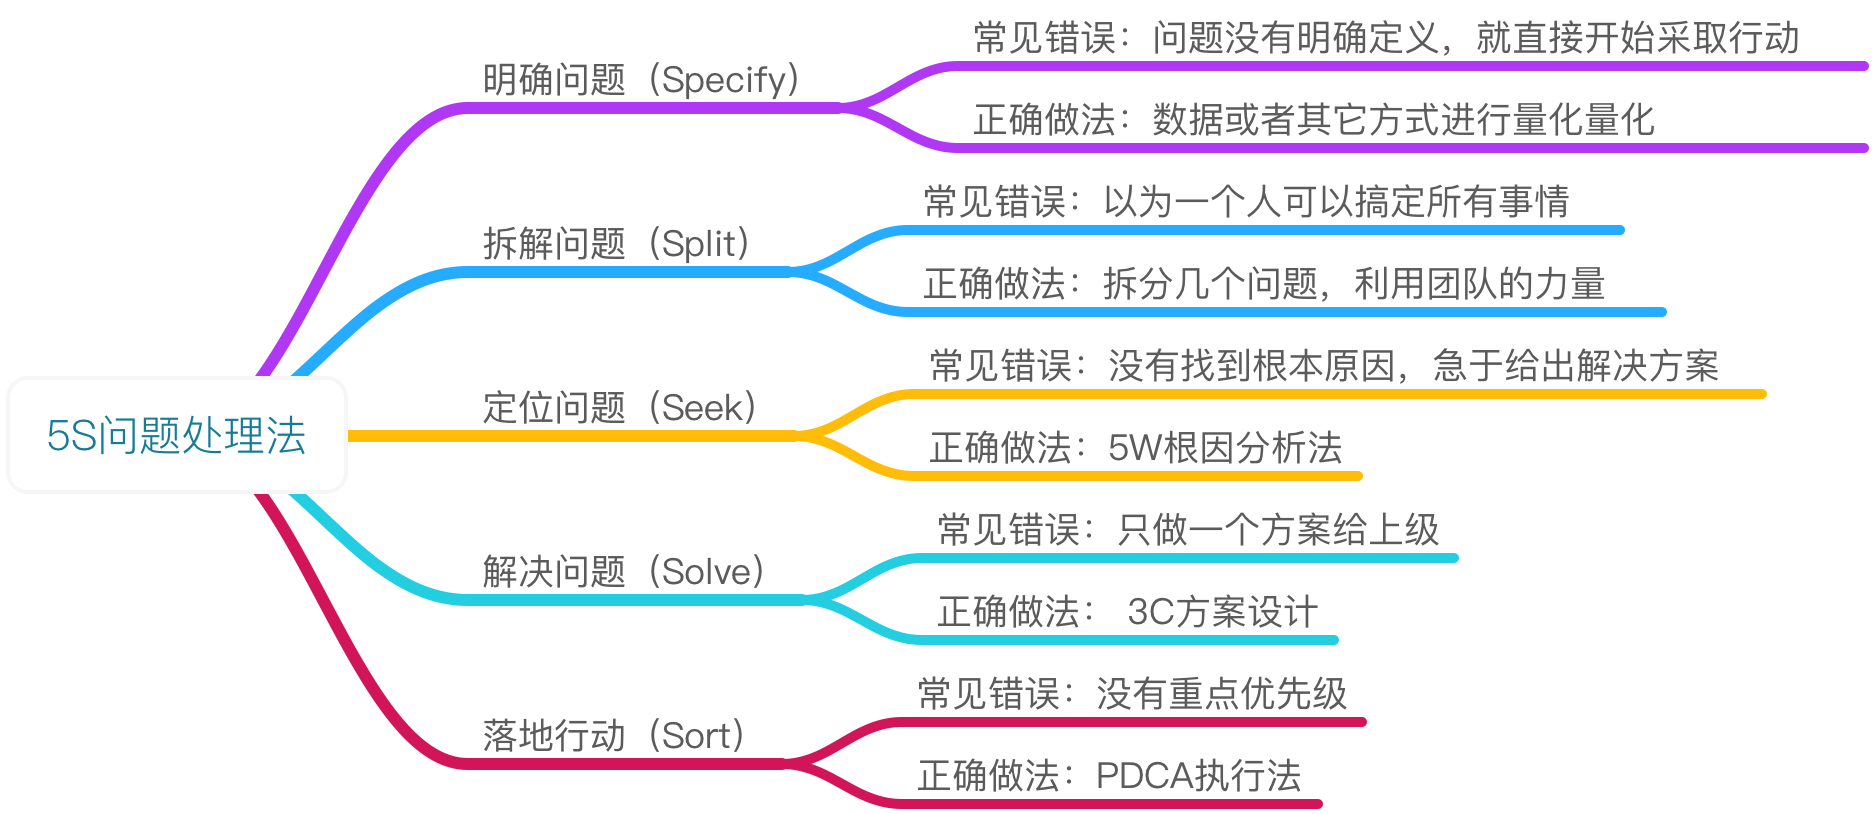 5S问题处理法
明确问题（Specify）
常见错误：问题没有明确定义，就直接开始采取行动
正确做法：数据或者其它方式进行量化量化
拆解问题（Split）
常见错误：以为一个人可以搞定所有事情
正确做法：拆分几个问题，利用团队的力量
定位问题（Seek）
常见错误：没有找到根本原因，急于给出解决方案
正确做法：5W根因分析法
解决问题（Solve）
常见错误：只做一个方案给上级
正确做法： 3C方案设计
落地行动（Sort）
常见错误：没有重点优先级
正确做法：PDCA执行法